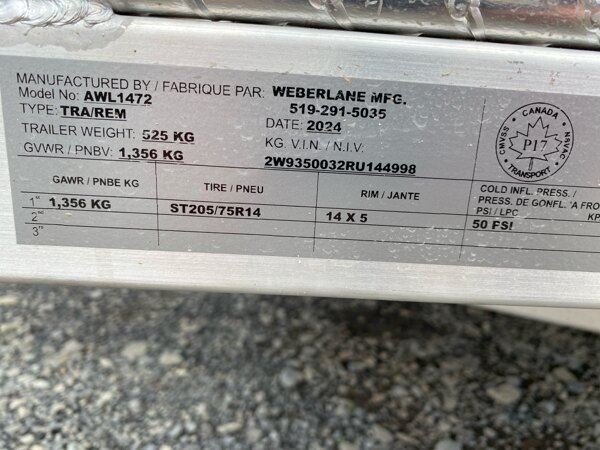 MANUFACTURED BY / FABRIQUE PAR: WEBERLANE MFG.
Model No: AWL1472 519-291-5035
TYPE: TRA/REM DATE: 2024
TRAILER WEIGHT: 525 KG KG V.I.N. / N.I.V:
GVWR / PNBV: 1,356 KG 2W9350032RU144998
CANADA
CMVSS P17 NSVAC
TRANSPORT
GAWR / PNBE KG TIRE / PNEU RIM / JANTE COLD INFL. PRESS. /
PRESS. DE GONFL. 'A FRO
PSI / LPC KP
1st 1,356 KG ST205/75R14 14 X 5 50 PSI
2nd
3rd